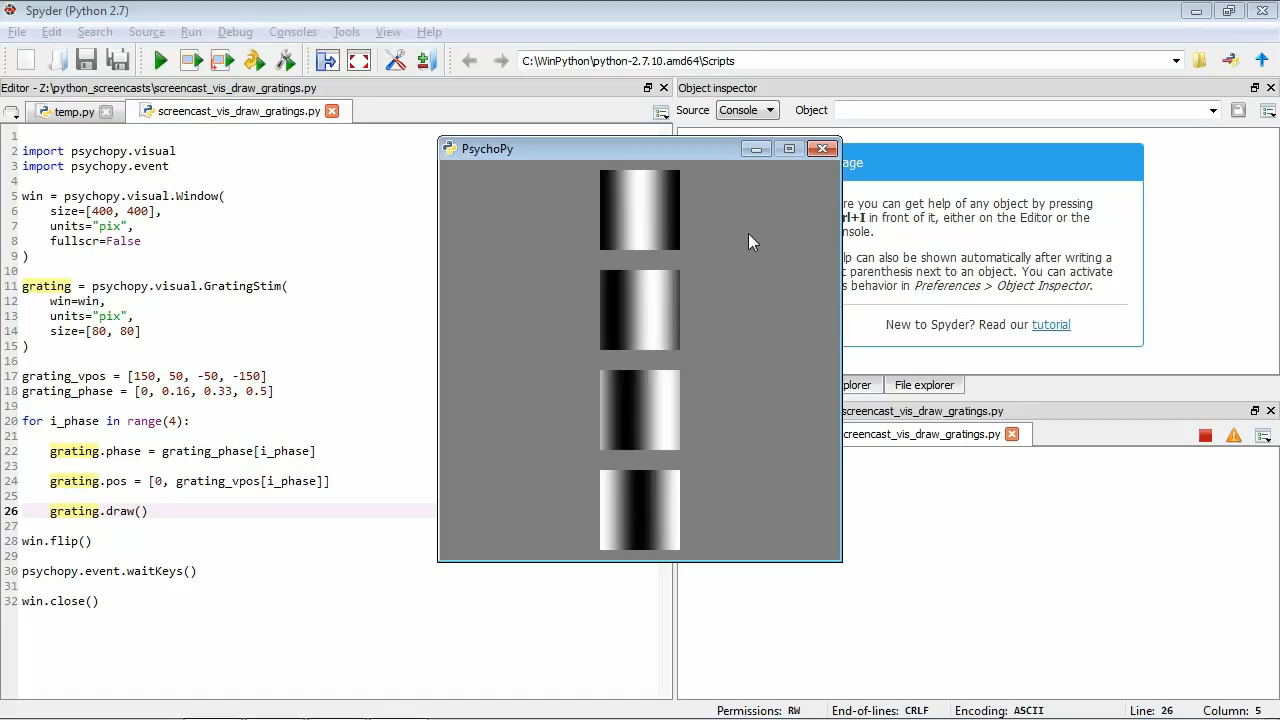 Spyder (Python 2.7)
File Edit Search Source Run Debug Consoles Tools View Help
C:\WinPython\python-2.7.10.amd64\Scripts
Editor - Z:\python_screencasts\screencast_vis_draw_gratings.py
Object inspector
temp.py screencast_vis_draw_gratings.py
Source Console Object
1
2 import psychopy.visual
3 import psychopy.event
4
5 win = psychopy.visual.Window(
6 size=[400, 400],
7 units="pix",
8 fullscr=False
9 )
10
11 grating = psychopy.visual.GratingStim(
12 win=win,
13 units="pix",
14 size=[80, 80]
15 )
16
17 grating_vpos = [150, 50, -50, -150]
18 grating_phase = [0, 0.16, 0.33, 0.5]
19
20 for i_phase in range(4):
21
22 grating.phase = grating_phase[i_phase]
23
24 grating.pos = [0, grating_vpos[i_phase]]
25
26 grating.draw()
27
28 win.flip()
29
30 psychopy.event.waitKeys()
31
32 win.close()
PsychoPy
age
re you can get help of any object by pressing
rl+I in front of it, either on the Editor or the
nsole.
lp can also be shown automatically after writing a
t parenthesis next to an object. You can activate
s behavior in Preferences > Object Inspector.
New to Spyder? Read our tutorial
plorer File explorer
screencast_vis_draw_gratings.py
screencast_vis_draw_gratings.py
Permissions: RW End-of-lines: CRLF Encoding: ASCII Line: 26 Column: 5